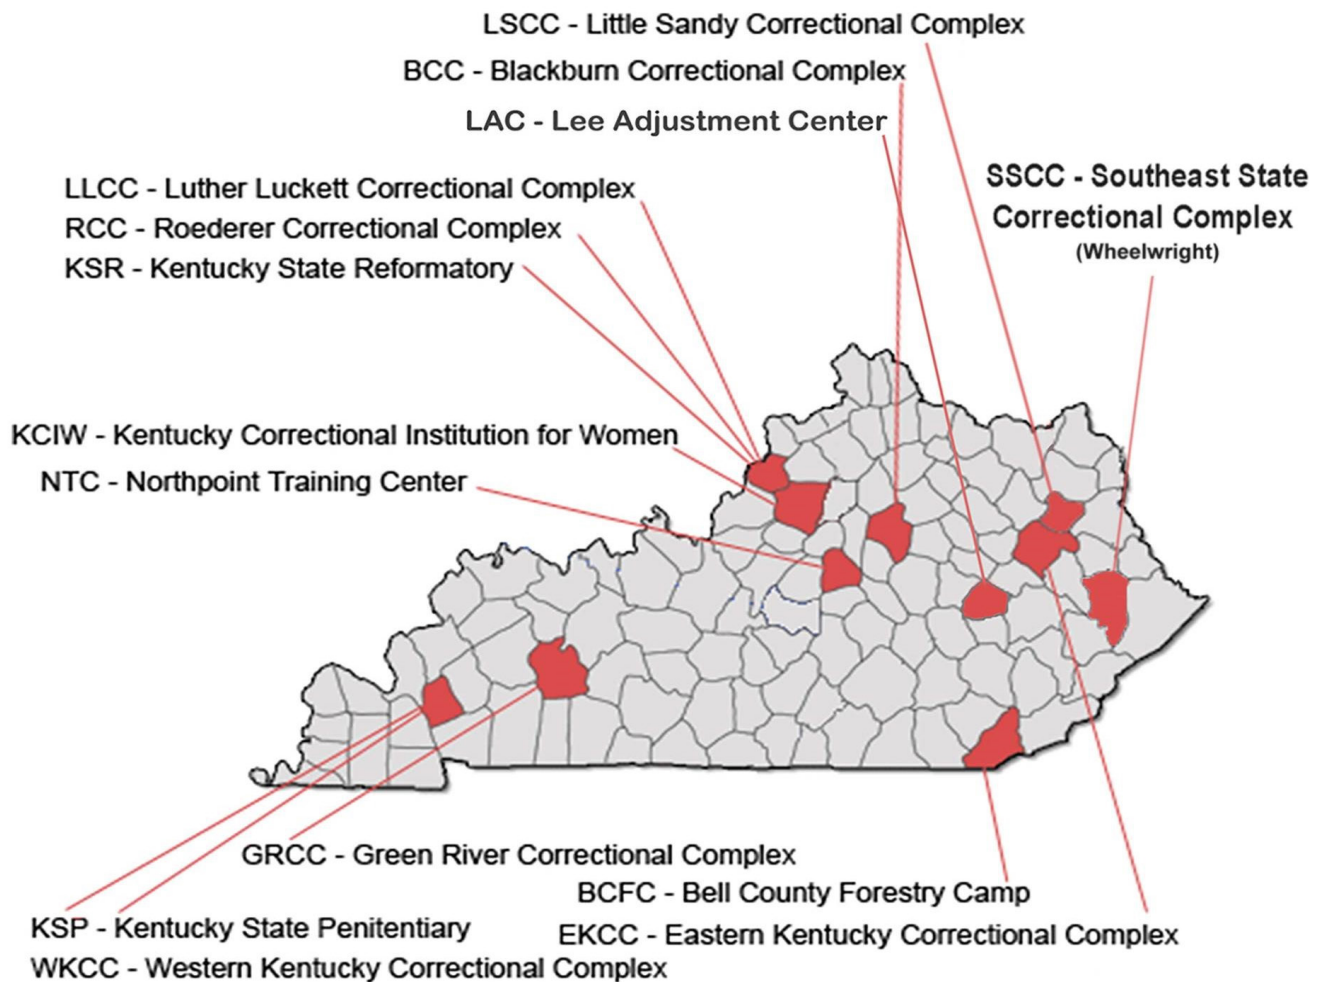 LSCC - Little Sandy Correctional Complex
BCC - Blackburn Correctional Complex
LAC - Lee Adjustment Center
SSCC - Southeast State
Correctional Complex
(Wheelwright)
LLCC - Luther Luckett Correctional Complex
RCC - Roederer Correctional Complex
KSR - Kentucky State Reformatory
KCIW - Kentucky Correctional Institution for Women
NTC - Northpoint Training Center
GRCC - Green River Correctional Complex
BCFC - Bell County Forestry Camp
KSP - Kentucky State Penitentiary
EKCC - Eastern Kentucky Correctional Complex
WKCC - Western Kentucky Correctional Complex